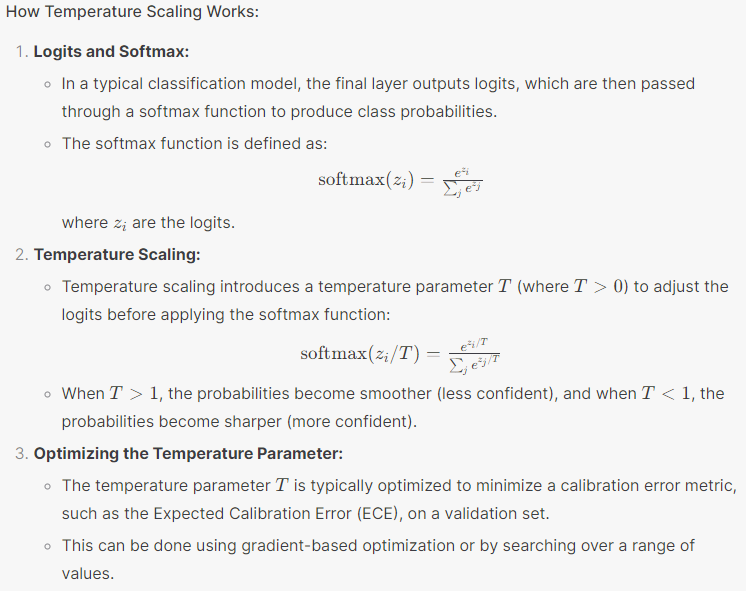 How Temperature Scaling Works:
1. Logits and Softmax:
In a typical classification model, the final layer outputs logits, which are then passed
through a softmax function to produce class probabilities.
The softmax function is defined as:
softmax(z_i) = e^{z_i} / ∑_j e^{z_j}
where z_i are the logits.
2. Temperature Scaling:
Temperature scaling introduces a temperature parameter T (where T > 0) to adjust the
logits before applying the softmax function:
softmax(z_i/T) = e^{z_i/T} / ∑_j e^{z_j/T}
When T > 1, the probabilities become smoother (less confident), and when T < 1, the
probabilities become sharper (more confident).
3. Optimizing the Temperature Parameter:
The temperature parameter T is typically optimized to minimize a calibration error metric,
such as the Expected Calibration Error (ECE), on a validation set.
This can be done using gradient-based optimization or by searching over a range of
values.